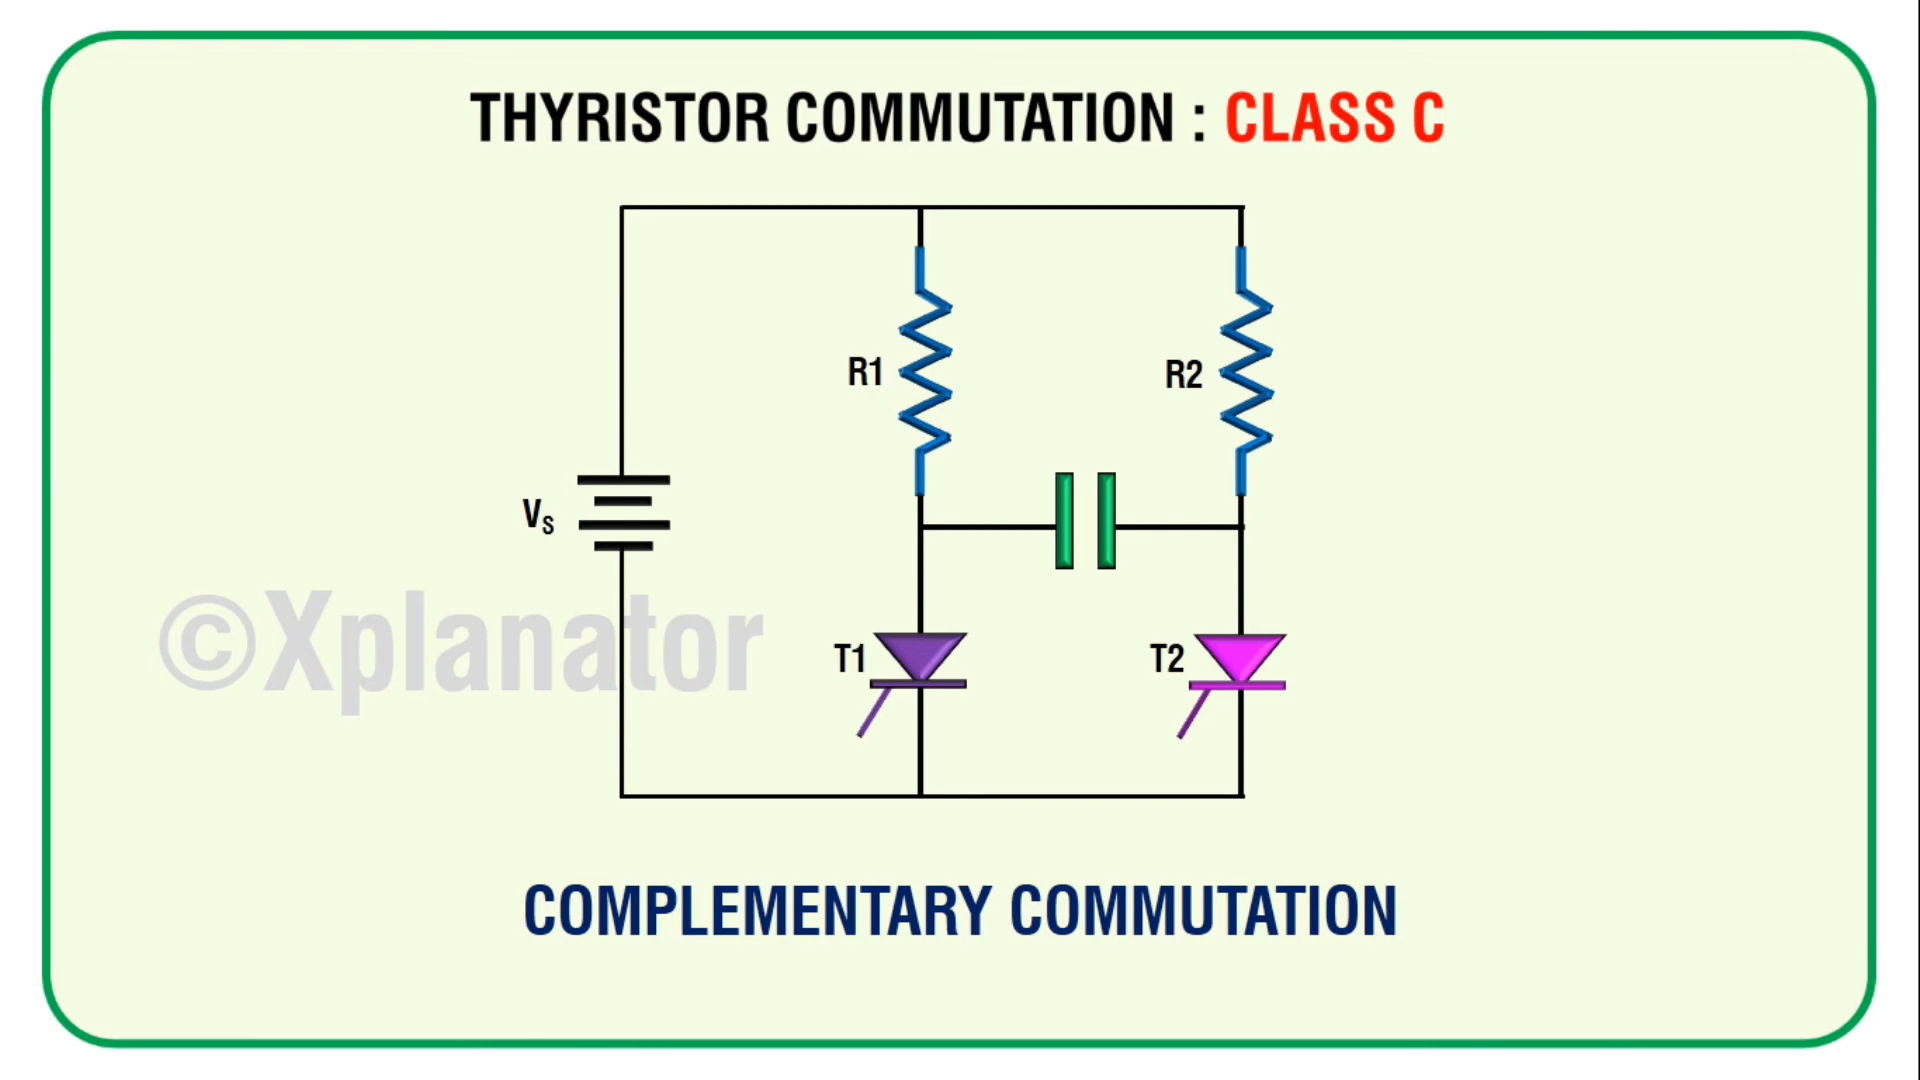 THYRISTOR COMMUTATION : CLASS C
R1
R2
VS
©Xplanator
T1
T2
COMPLEMENTARY COMMUTATION